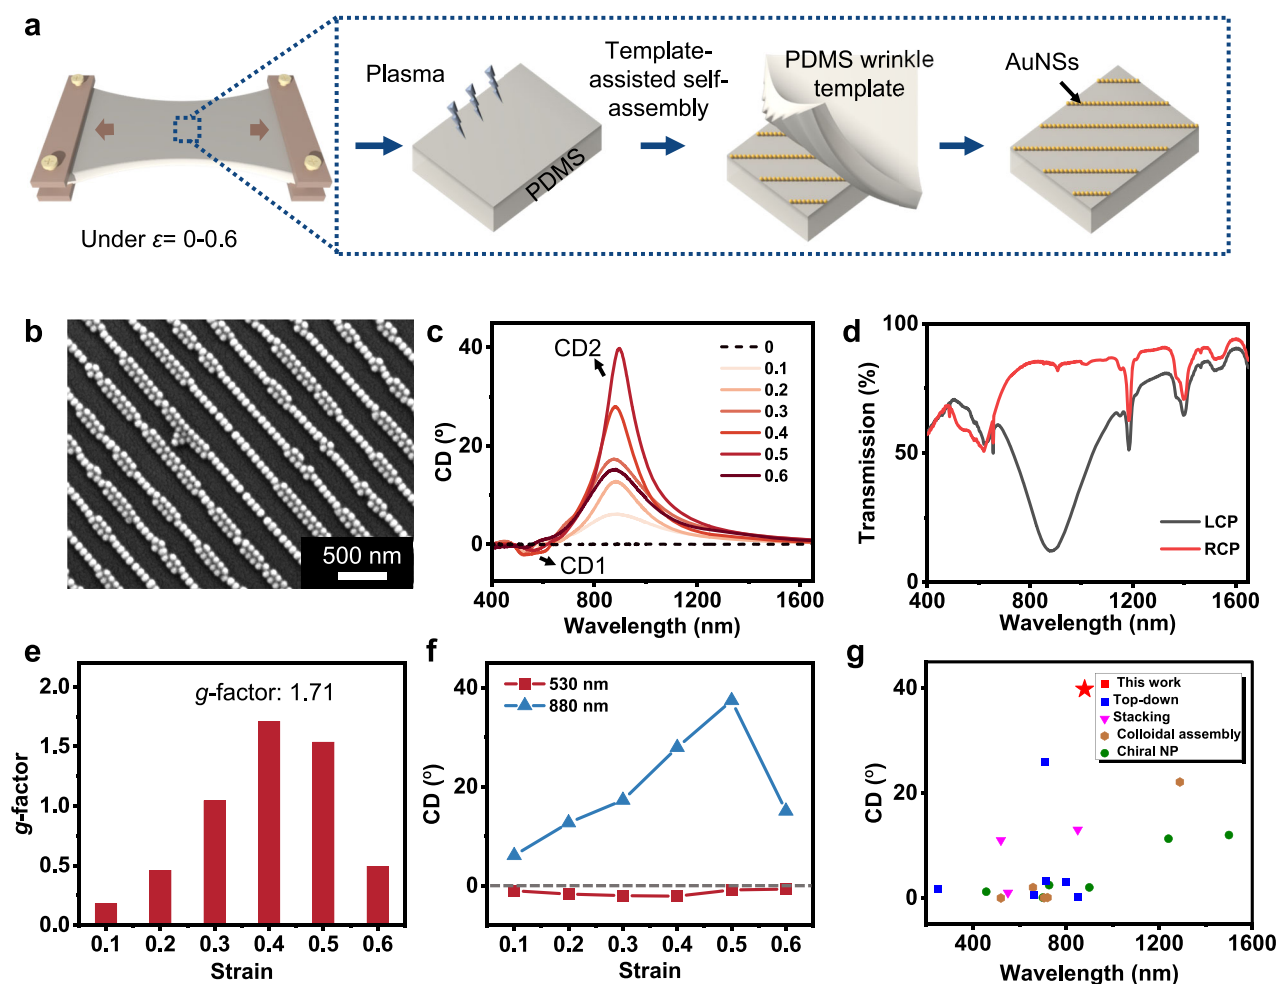 a
Plasma
Template-
assisted self-
assembly
PDMS wrinkle
template
AuNSs
PDMS
Under ε= 0-0.6
b
500 nm
c
CD (º)
40
20
0
CD2
CD1
0
0.1
0.2
0.3
0.4
0.5
0.6
400
800
1200
1600
Wavelength (nm)
d
Transmission (%)
100
50
0
LCP
RCP
400
800
1200
1600
Wavelength (nm)
e
g-factor
2.0
1.5
1.0
0.5
0.0
g-factor: 1.71
0.1
0.2
0.3
0.4
0.5
0.6
Strain
f
CD (º)
40
20
0
530 nm
880 nm
0.1
0.2
0.3
0.4
0.5
0.6
Strain
g
CD (º)
40
20
0
This work
Top-down
Stacking
Colloidal assembly
Chiral NP
400
800
1200
1600
Wavelength (nm)